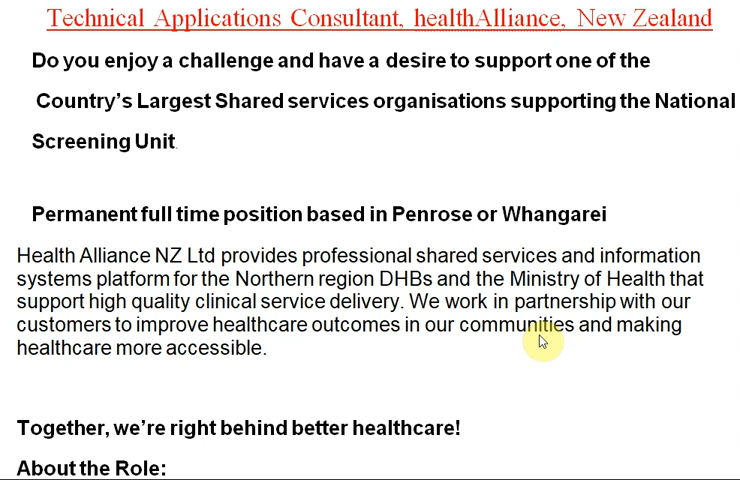 Technical Applications Consultant, healthAlliance, New Zealand
Do you enjoy a challenge and have a desire to support one of the
Country's Largest Shared services organisations supporting the National
Screening Unit.
Permanent full time position based in Penrose or Whangarei
Health Alliance NZ Ltd provides professional shared services and information
systems platform for the Northern region DHBs and the Ministry of Health that
support high quality clinical service delivery. We work in partnership with our
customers to improve healthcare outcomes in our communities and making
healthcare more accessible.
Together, we're right behind better healthcare!
About the Role: